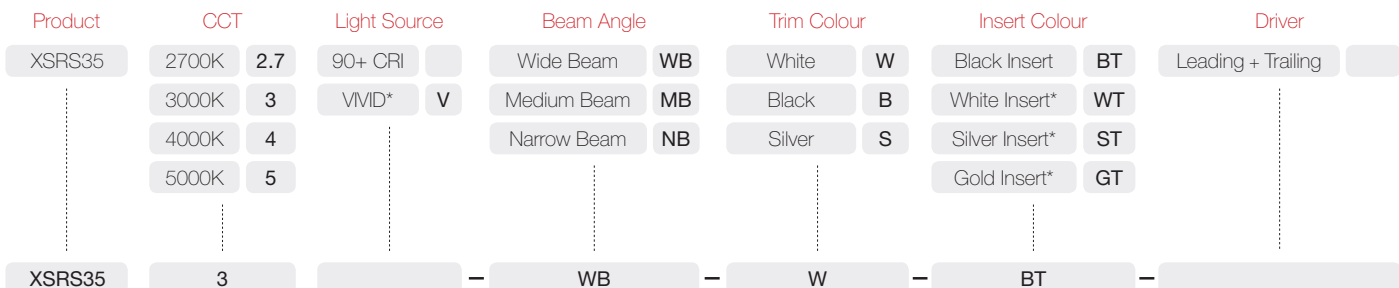 Product CCT Light Source Beam Angle Trim Colour Insert Colour Driver
XSRS35 2700K 2.7 90+ CRI Wide Beam WB White W Black Insert BT Leading + Trailing
3000K 3 VIVID* V Medium Beam MB Black B White Insert* WT
4000K 4 Narrow Beam NB Silver S Silver Insert* ST
5000K 5 Gold Insert* GT
XSRS35 3 – WB – W – BT –